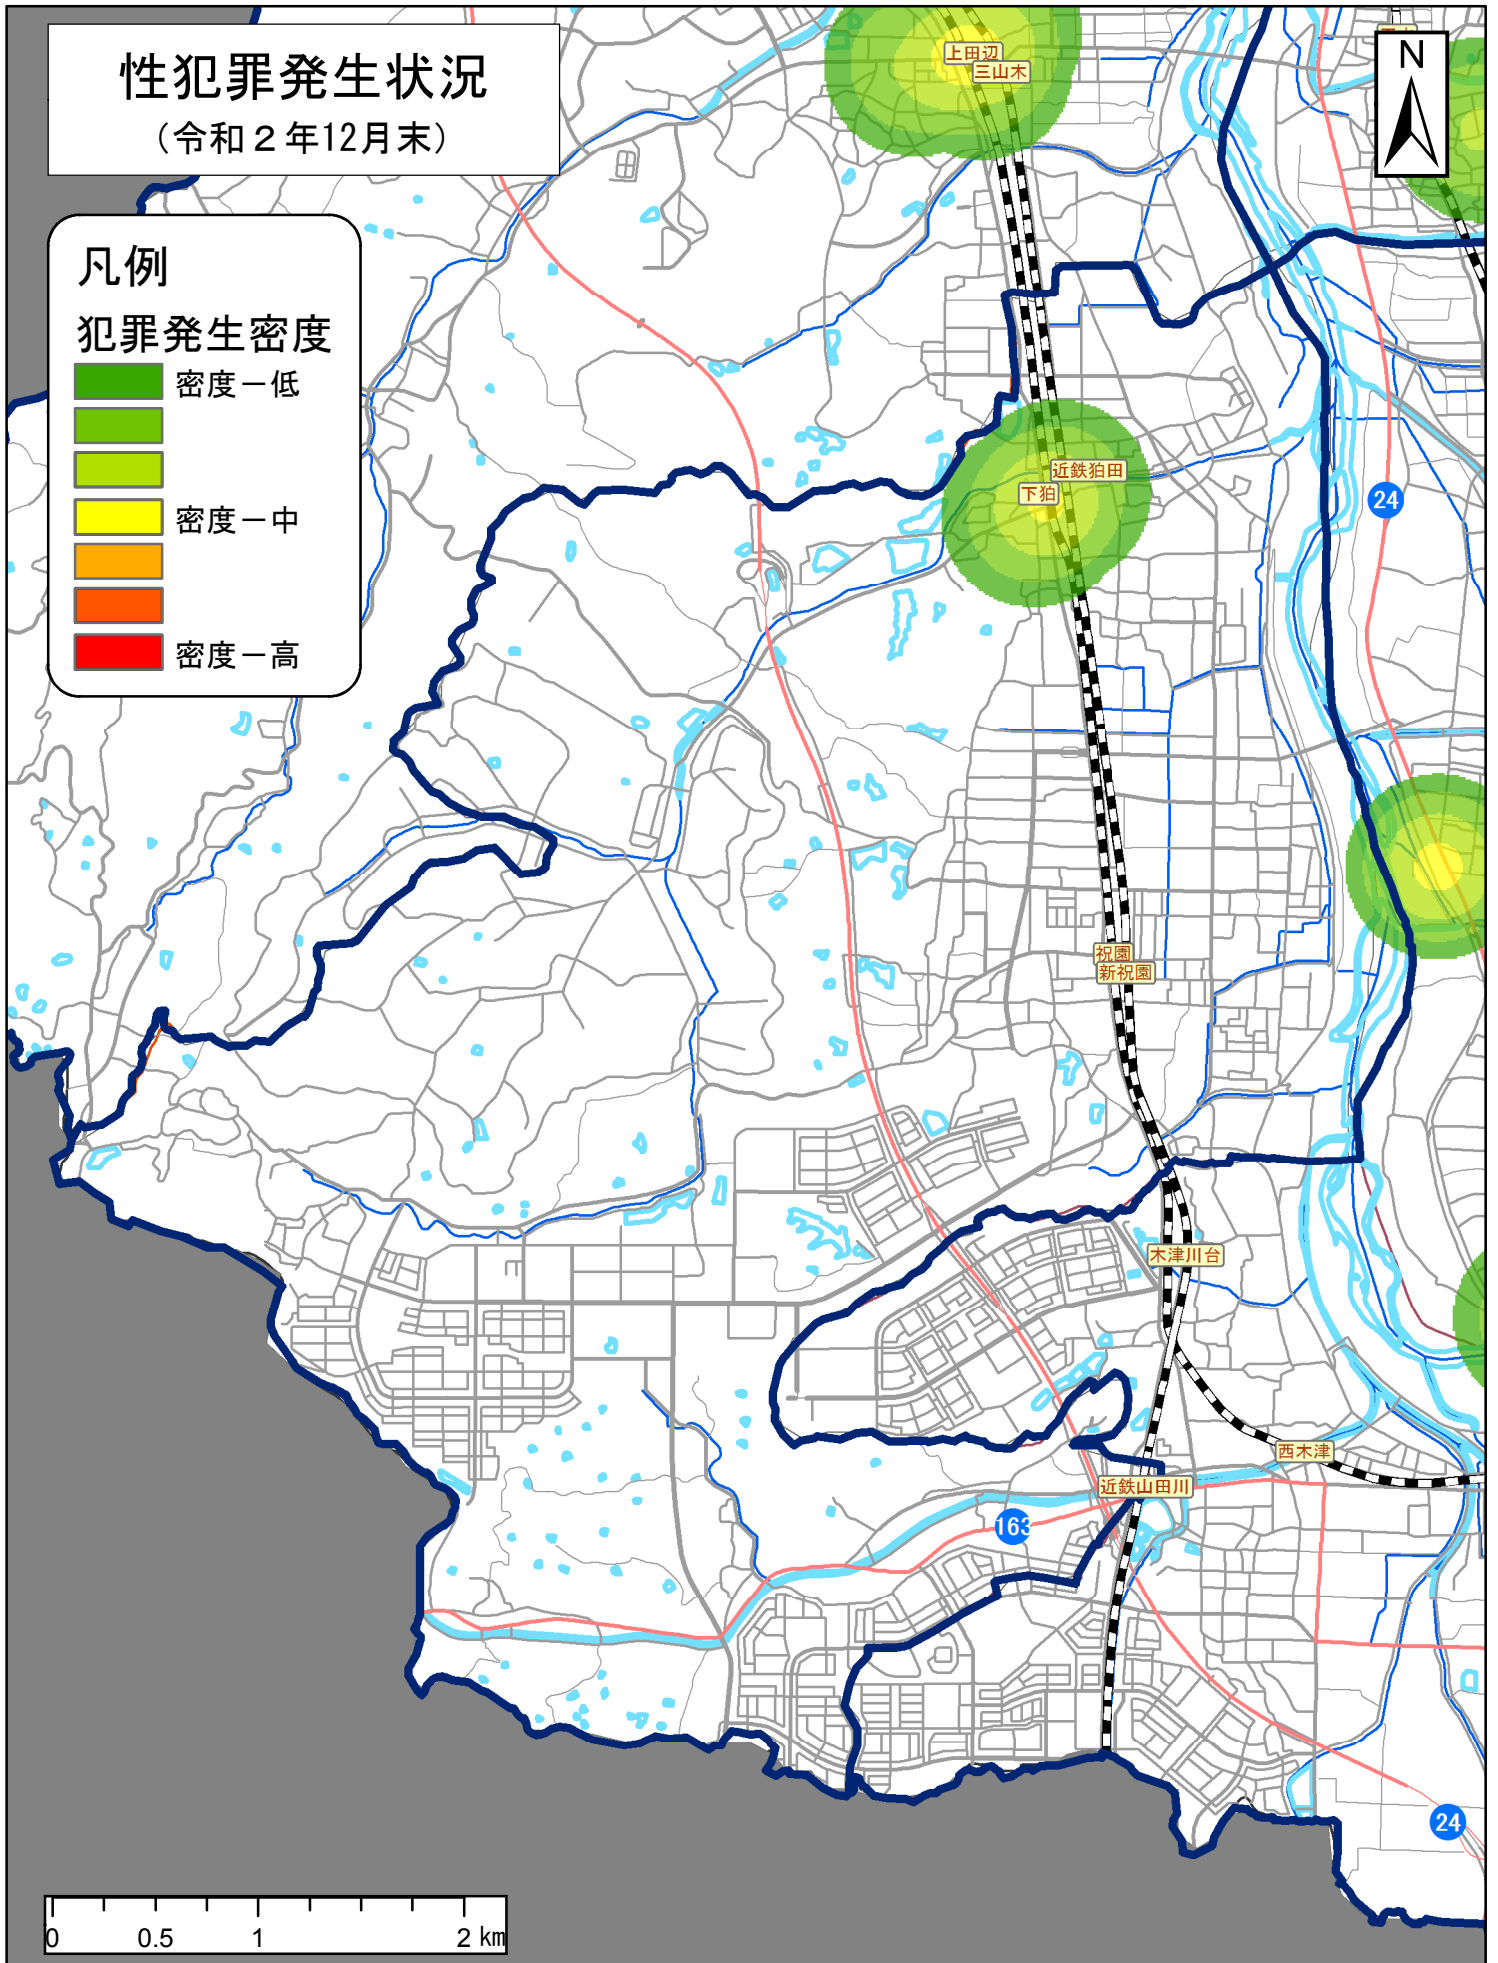 性犯罪発生状況
（令和２年12月末）
N
凡例
犯罪発生密度
密度－低
密度－中
密度－高
上田辺
三山木
近鉄狛田
下狛
24
祝園
新祝園
木津川台
西木津
近鉄山田川
163
24
0 0.5 1 2 km